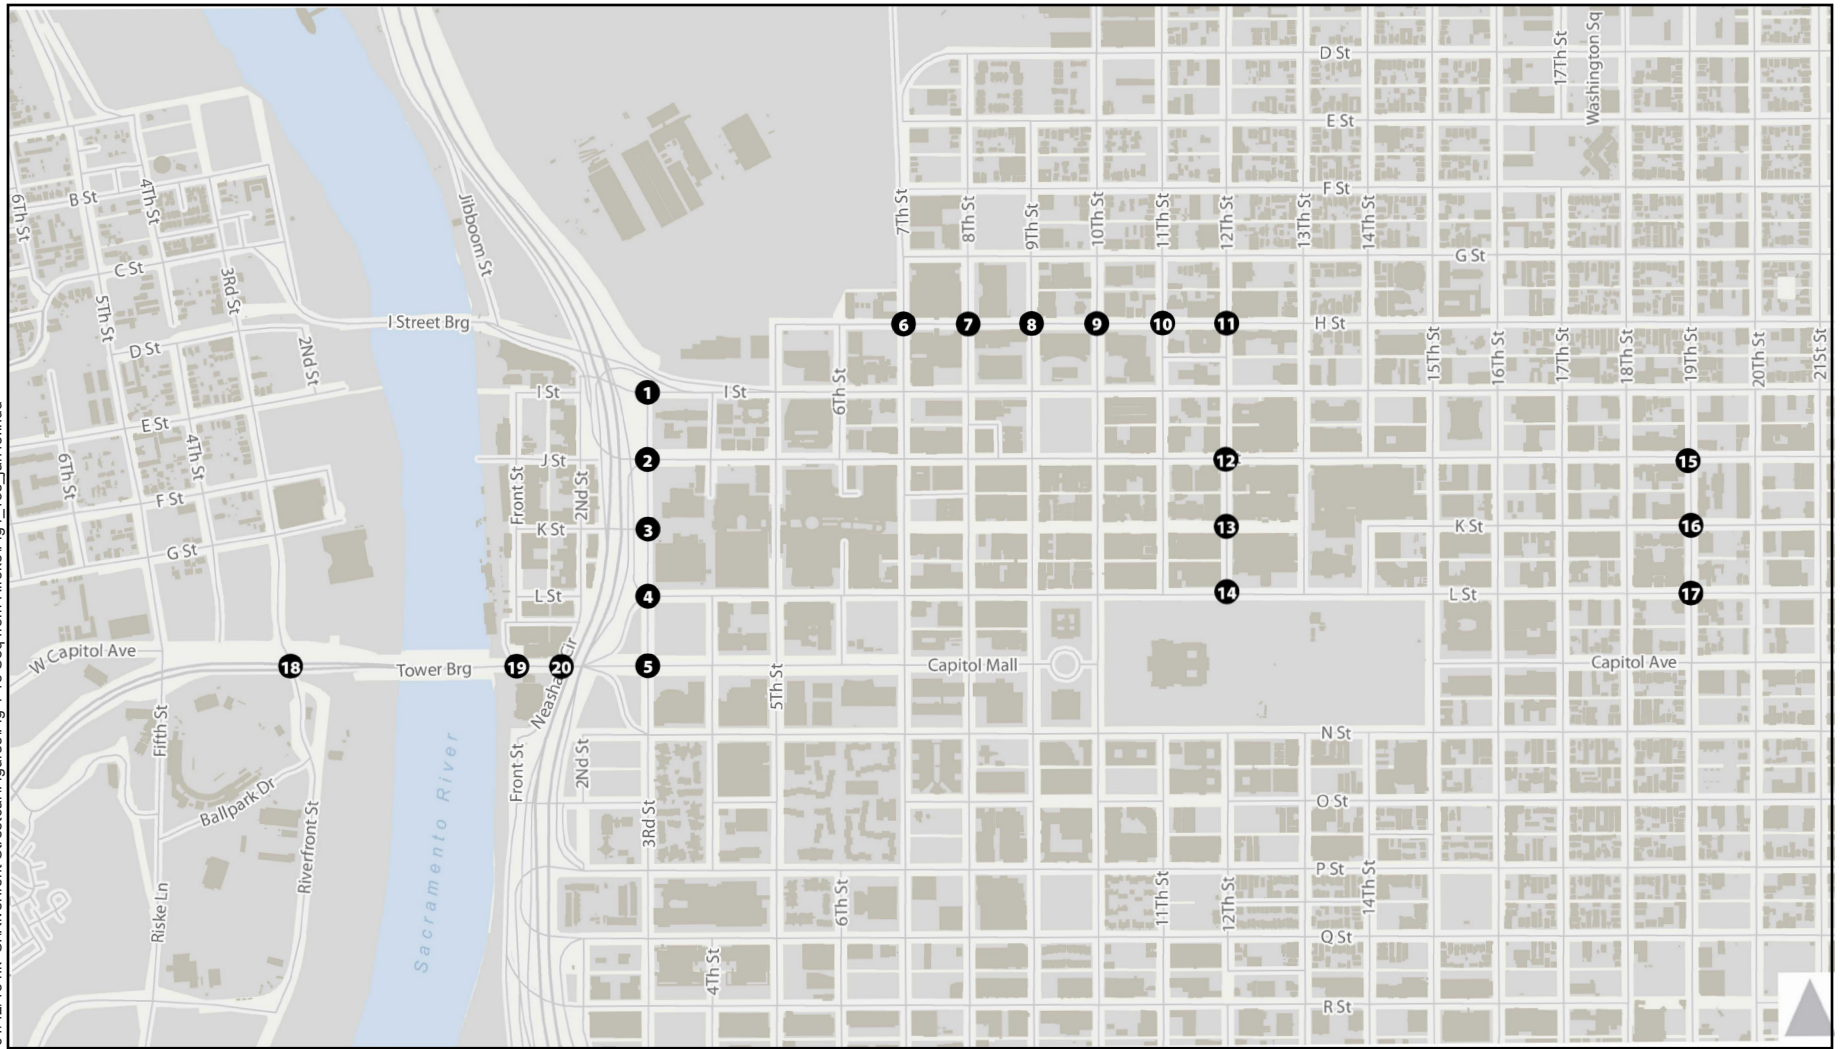 D St
17Th St
Washington Sq
E St
B St
6Th St
4Th St
F St
Jibboom St
7Th St
8Th St
9Th St
10Th St
11Th St
12Th St
13Th St
14Th St
C St
3Rd St
5Th St
G St
I Street Brg
6
7
8
9
10
11
H St
D St
2Nd St
15Th St
16Th St
17Th St
18Th St
19Th St
20Th St
21St St
I St
1
I St
6Th St
E St
6Th St
4Th St
J St
2
12
15
Front St
2Nd St
F St
K St
3
13
K St
16
G St
L St
4
14
L St
17
W Capitol Ave
18
Tower Brg
19
20
5
Capitol Mall
Capitol Ave
5Th St
Fifth St
N St
Front St
2Nd St
Sacramento River
Ballpark Dr
Riverfront St
3Rd St
O St
P St
Riske Ln
6Th St
11Th St
12Th St
14Th St
Q St
4Th St
R St